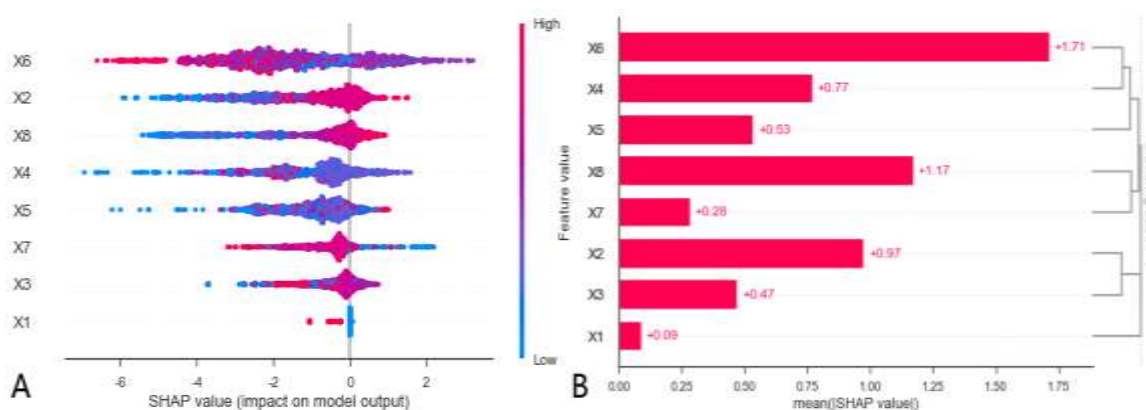 High
X6
X2
X8
X4
X5
X7
X3
X1
Low
-6
-4
-2
0
2
SHAP value (impact on model output)
A
Feature value
X6
X4
X5
X8
X7
X2
X3
X1
+1.71
+0.77
+0.53
+1.17
+0.28
+0.97
+0.47
+0.09
0.00
0.25
0.50
0.75
1.00
1.25
1.50
1.75
mean(|SHAP value|)
B